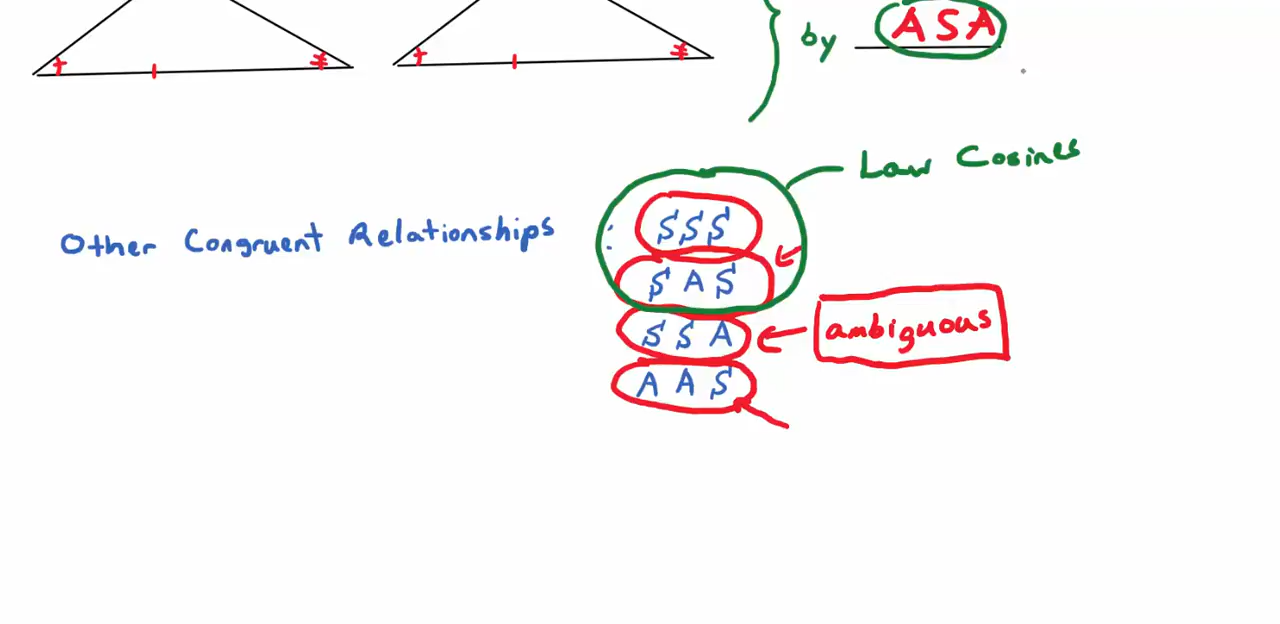 by ASA
Law Cosines
Other Congruent Relationships : SSS
SAS
SSA ambiguous
AAS